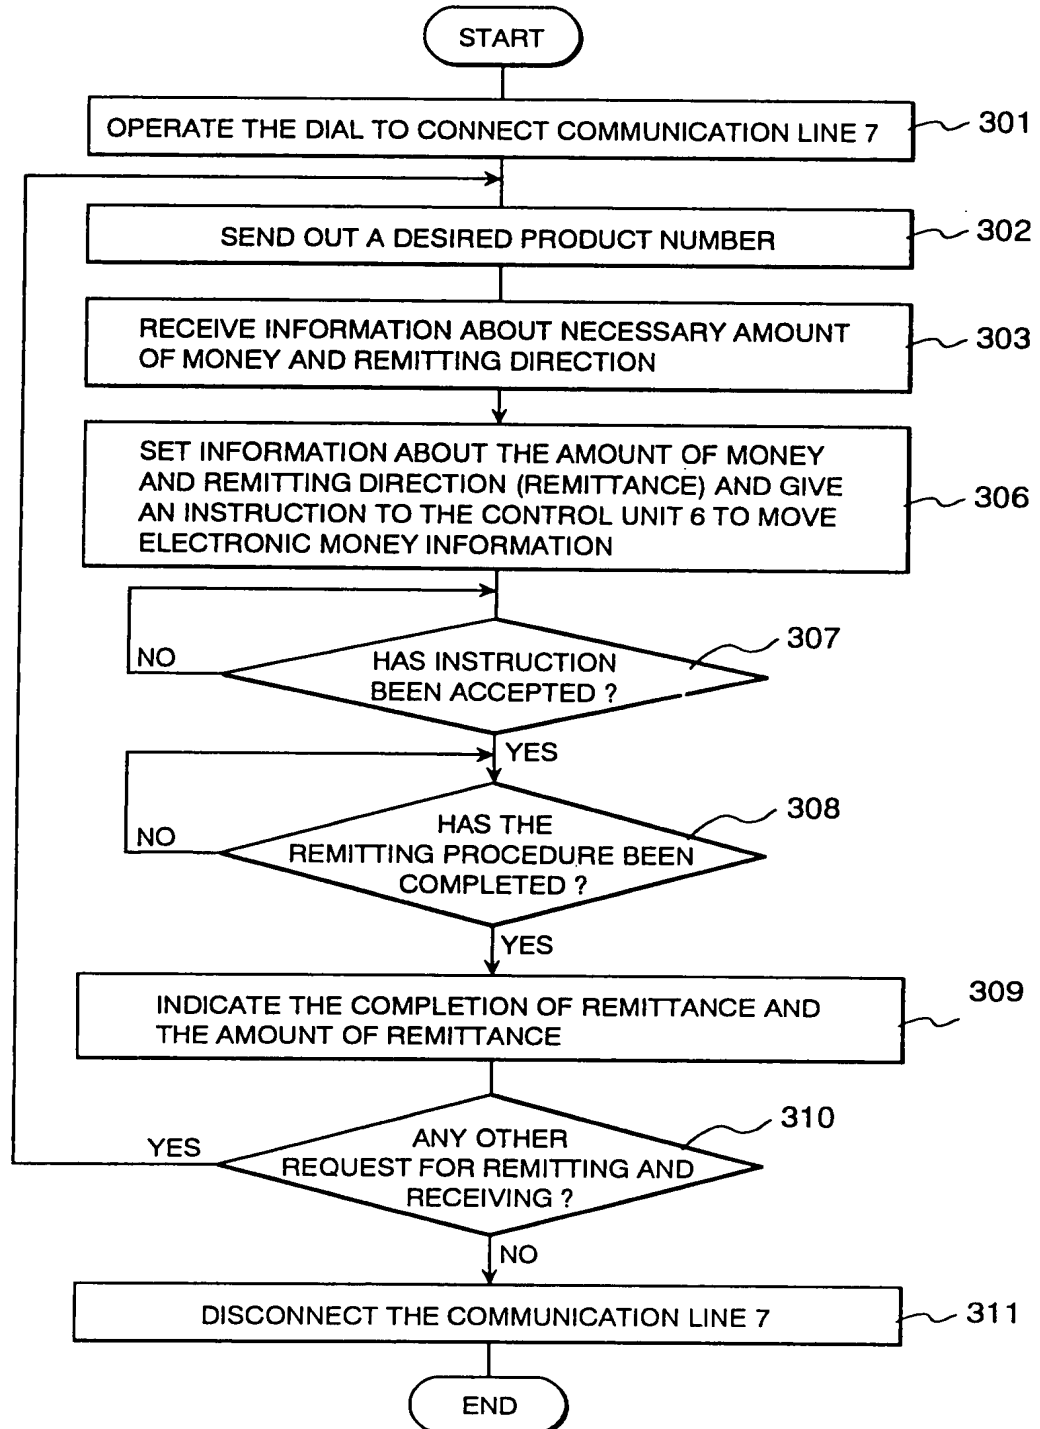 START
OPERATE THE DIAL TO CONNECT COMMUNICATION LINE 7
301
SEND OUT A DESIRED PRODUCT NUMBER
302
RECEIVE INFORMATION ABOUT NECESSARY AMOUNT
OF MONEY AND REMITTING DIRECTION
303
SET INFORMATION ABOUT THE AMOUNT OF MONEY
AND REMITTING DIRECTION (REMITTANCE) AND GIVE
AN INSTRUCTION TO THE CONTROL UNIT 6 TO MOVE
ELECTRONIC MONEY INFORMATION
306
HAS INSTRUCTION
BEEN ACCEPTED ?
307
NO
YES
HAS THE
REMITTING PROCEDURE BEEN
COMPLETED ?
308
NO
YES
INDICATE THE COMPLETION OF REMITTANCE AND
THE AMOUNT OF REMITTANCE
309
ANY OTHER
REQUEST FOR REMITTING AND
RECEIVING ?
310
YES
NO
DISCONNECT THE COMMUNICATION LINE 7
311
END